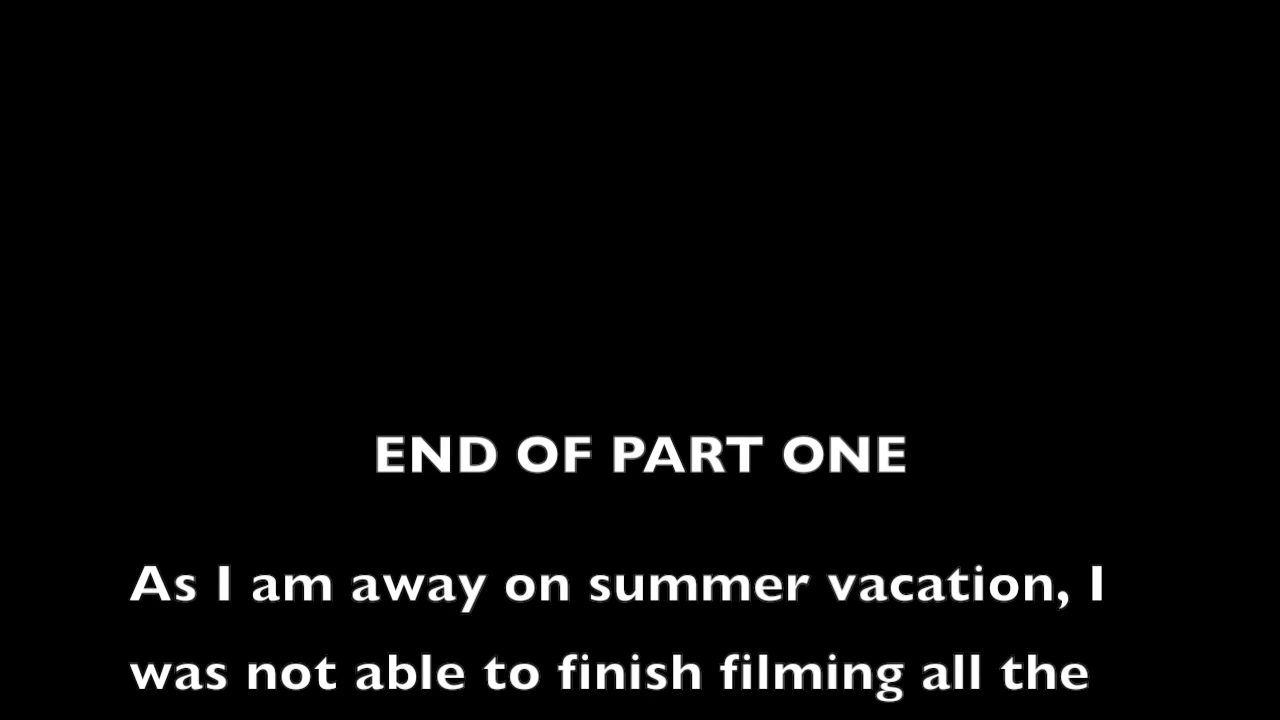 END OF PART ONE
As I am away on summer vacation, I
was not able to finish filming all the